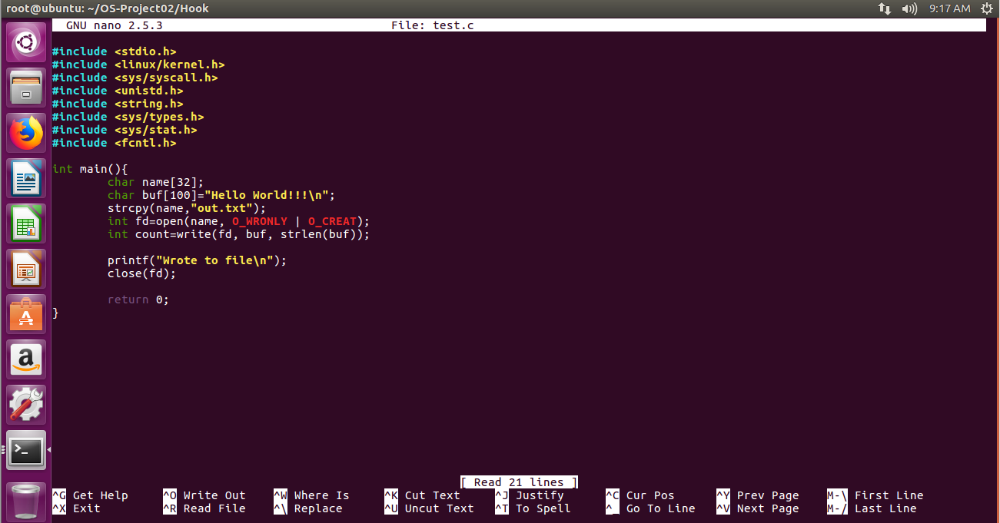 root@ubuntu: ~/OS-Project02/Hook 9:17 AM
GNU nano 2.5.3 File: test.c
#include <stdio.h>
#include <linux/kernel.h>
#include <sys/syscall.h>
#include <unistd.h>
#include <string.h>
#include <sys/types.h>
#include <sys/stat.h>
#include <fcntl.h>
int main(){
char name[32];
char buf[100]="Hello World!!!\n";
strcpy(name,"out.txt");
int fd=open(name, O_WRONLY | O_CREAT);
int count=write(fd, buf, strlen(buf));
printf("Wrote to file\n");
close(fd);
return 0;
}
[ Read 21 lines ]
^G Get Help ^O Write Out ^W Where Is ^K Cut Text ^J Justify ^C Cur Pos ^Y Prev Page M-\ First Line
^X Exit ^R Read File ^\ Replace ^U Uncut Text ^T To Spell ^_ Go To Line ^V Next Page M-/ Last Line